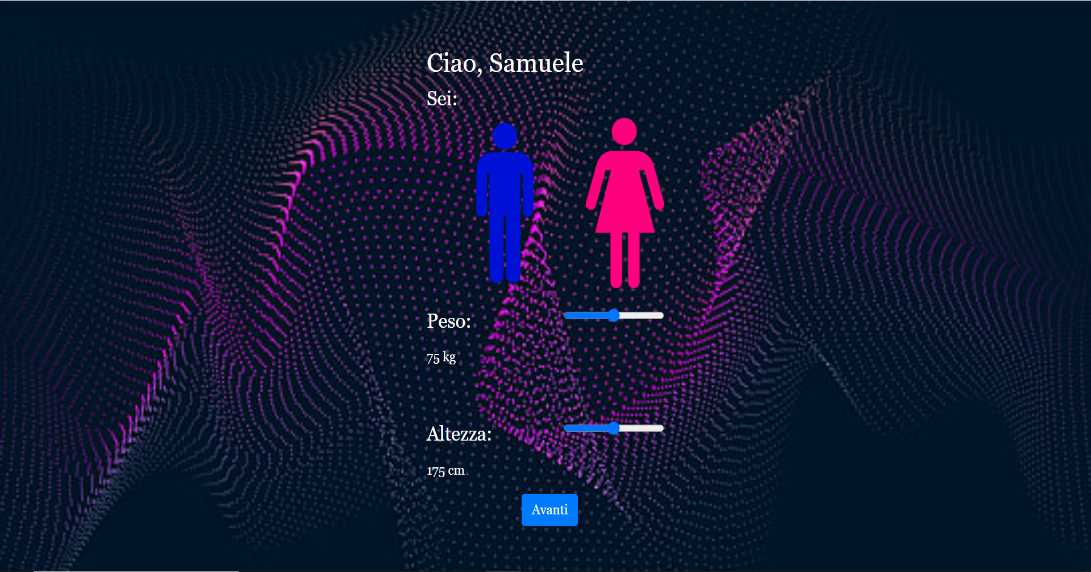 Ciao, Samuele
Sei:
Peso:
75 kg
Altezza:
175 cm
Avanti